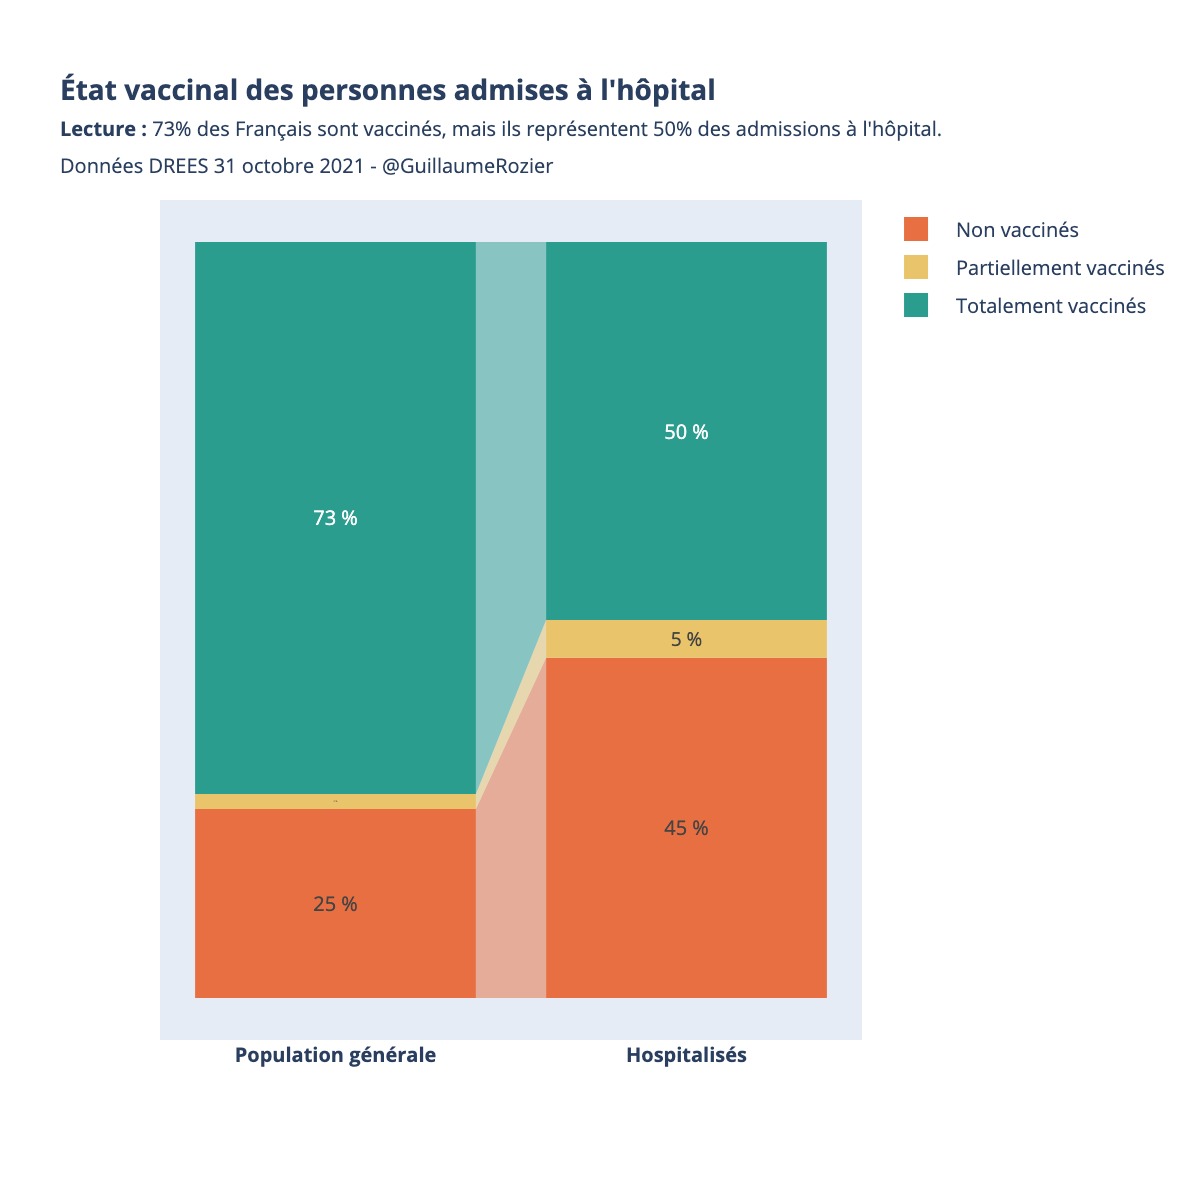 État vaccinal des personnes admises à l'hôpital
Lecture : 73% des Français sont vaccinés, mais ils représentent 50% des admissions à l'hôpital.
Données DREES 31 octobre 2021 - @GuillaumeRozier
Non vaccinés
Partiellement vaccinés
Totalement vaccinés
50 %
73 %
5 %
45 %
25 %
Population générale
Hospitalisés